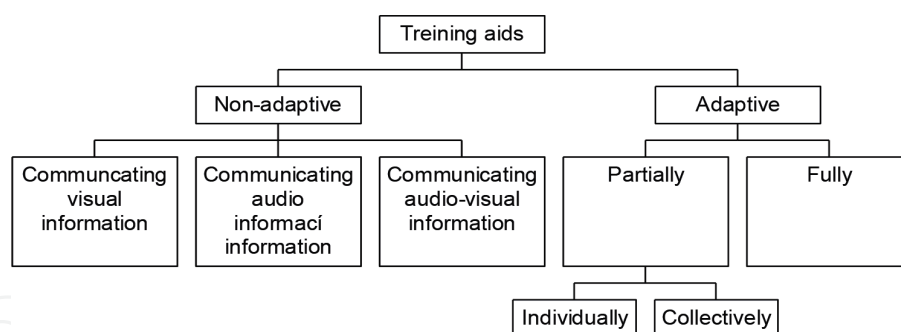 Treining aids
Non-adaptive
Adaptive
Communcating
visual
information
Communicating
audio
informací
information
Communicating
audio-visual
information
Partially
Fully
Individually
Collectively